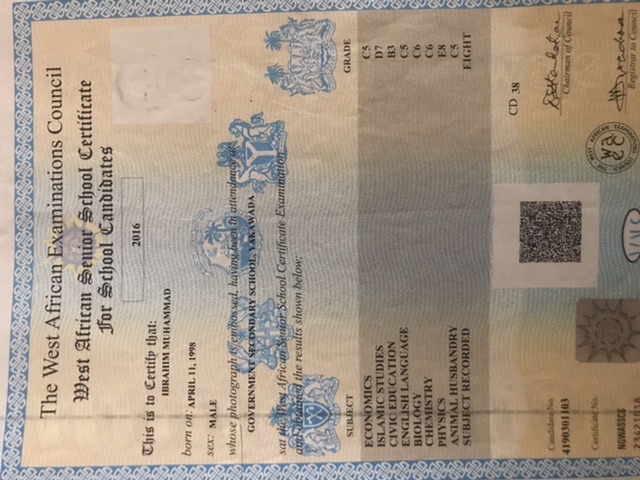 The West African Examinations Council
West African Senior School Certificate
For School Candidates
2016
This is to Certify that:
IBRAHIM MUHAMMAD
born on: APRIL 11, 1998
sex: MALE
whose photograph is embossed, having been in attendance at
GOVERNMENT SECONDARY SCHOOL, YAKAWADA
sat the West African Senior School Certificate Examination
and obtained the results shown below:
SUBJECT GRADE
ECONOMICS C5
ISLAMIC STUDIES D7
CIVIC EDUCATION B3
ENGLISH LANGUAGE C5
BIOLOGY C6
CHEMISTRY C6
PHYSICS E8
ANIMAL HUSBANDRY C5
SUBJECT RECORDED EIGHT
CD 38
Candidate No.
4190301103
Chairman of Council
Certificate No.
NGWASSCS
Registrar to Council